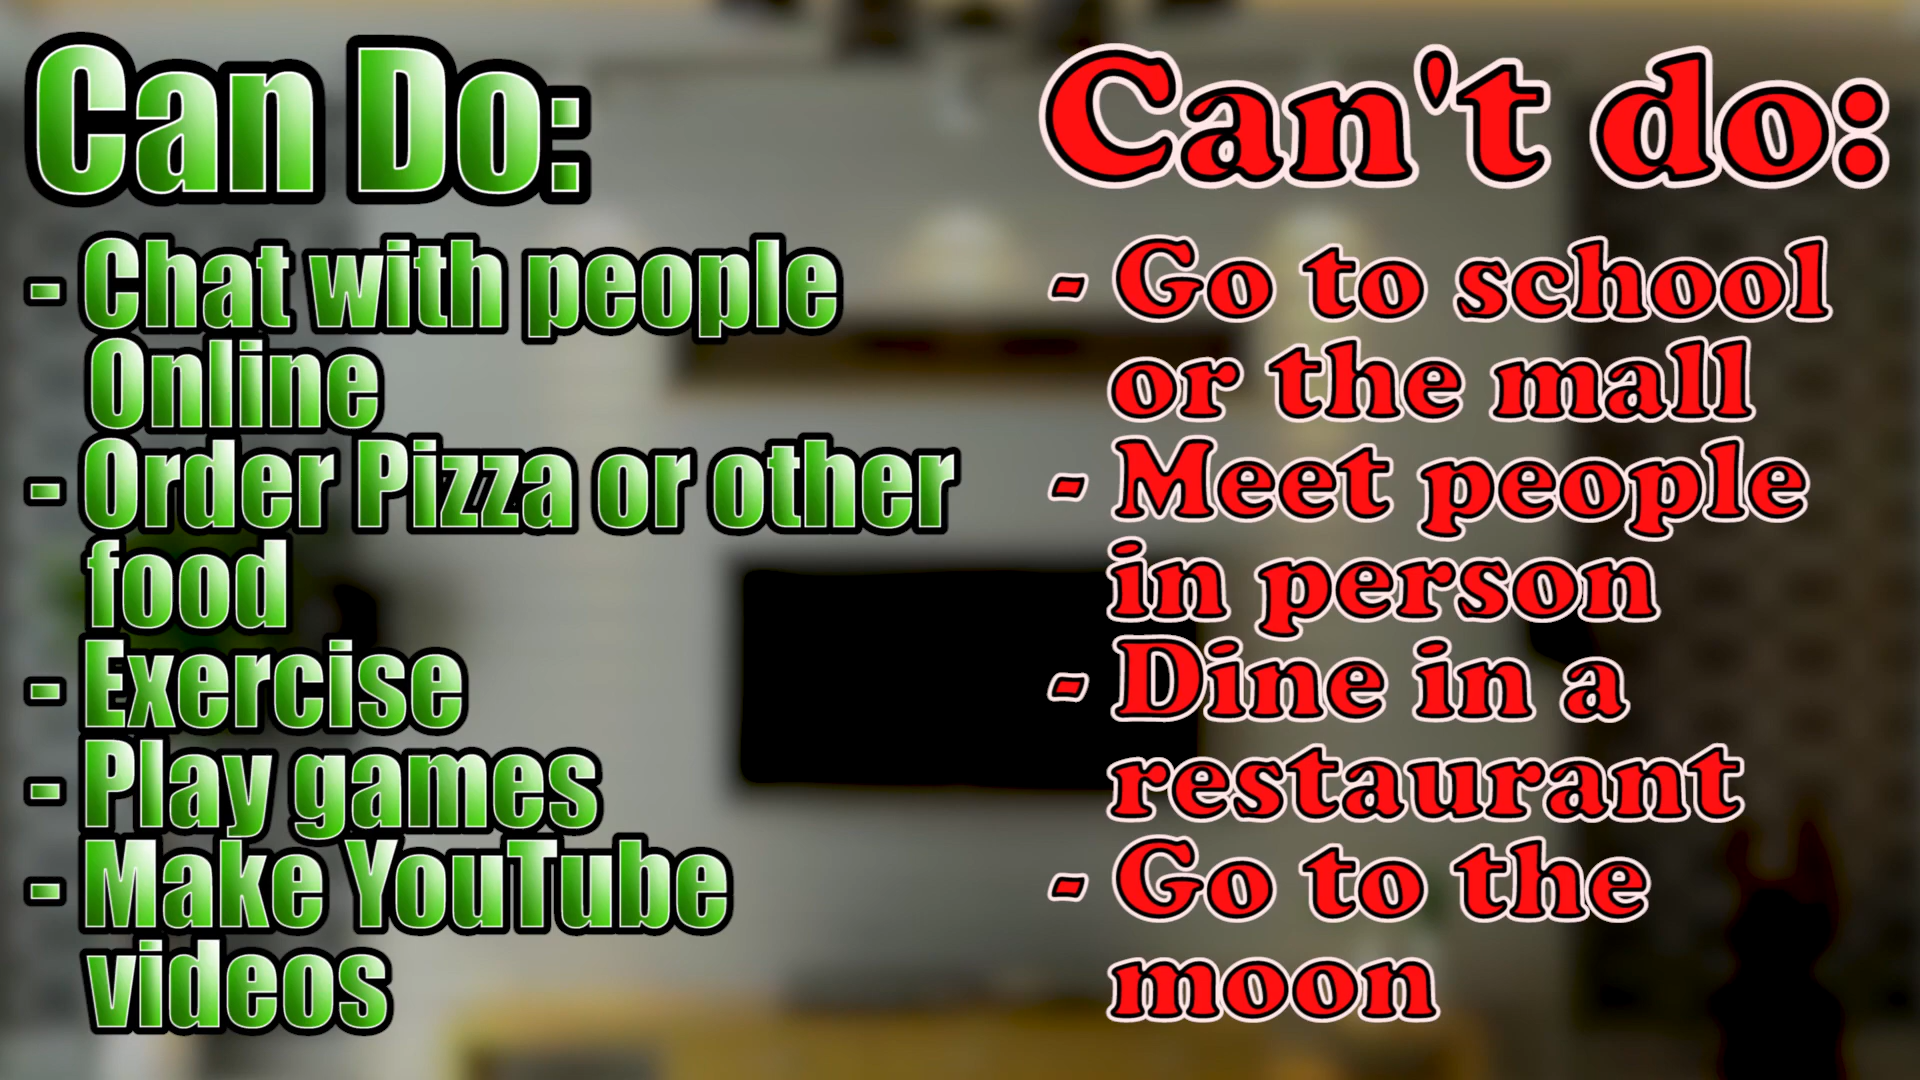 Can Do:
- Chat with people
Online
- Order Pizza or other
food
- Exercise
- Play games
- Make YouTube
videos
Can't do:
- Go to school
or the mall
- Meet people
in person
- Dine in a
restaurant
- Go to the
moon